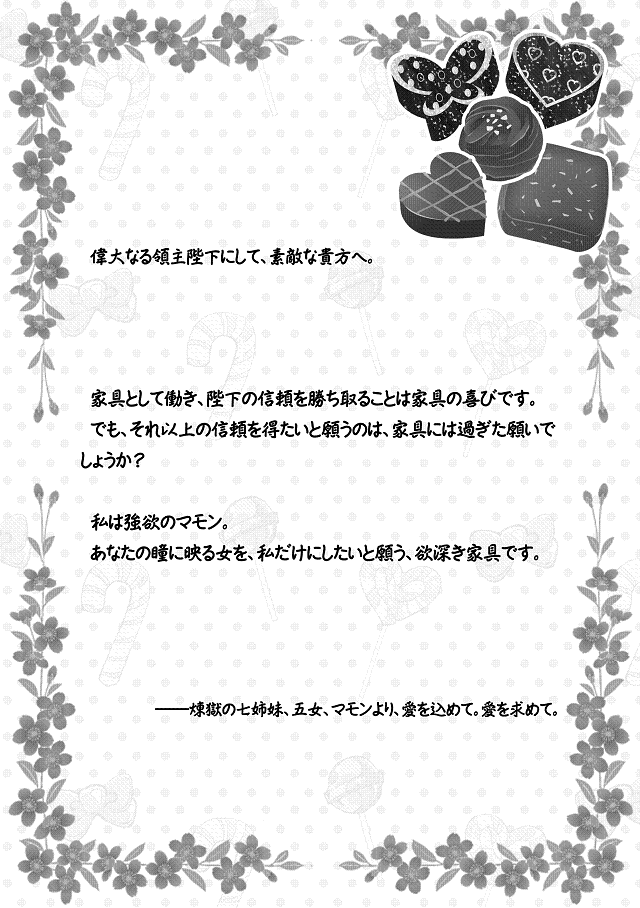 偉大なる領主陛下にして、素敵な貴方へ。
家具として働き、陛下の信頼を勝ち取ることは家具の喜びです。
でも、それ以上の信頼を得たいと願うのは、家具には過ぎた願いで
しょうか？
私は強欲のマモン。
あなたの瞳に映る女を、私だけにしたいと願う、欲深き家具です。
――煉獄の七姉妹、五女、マモンより、愛を込めて。愛を求めて。